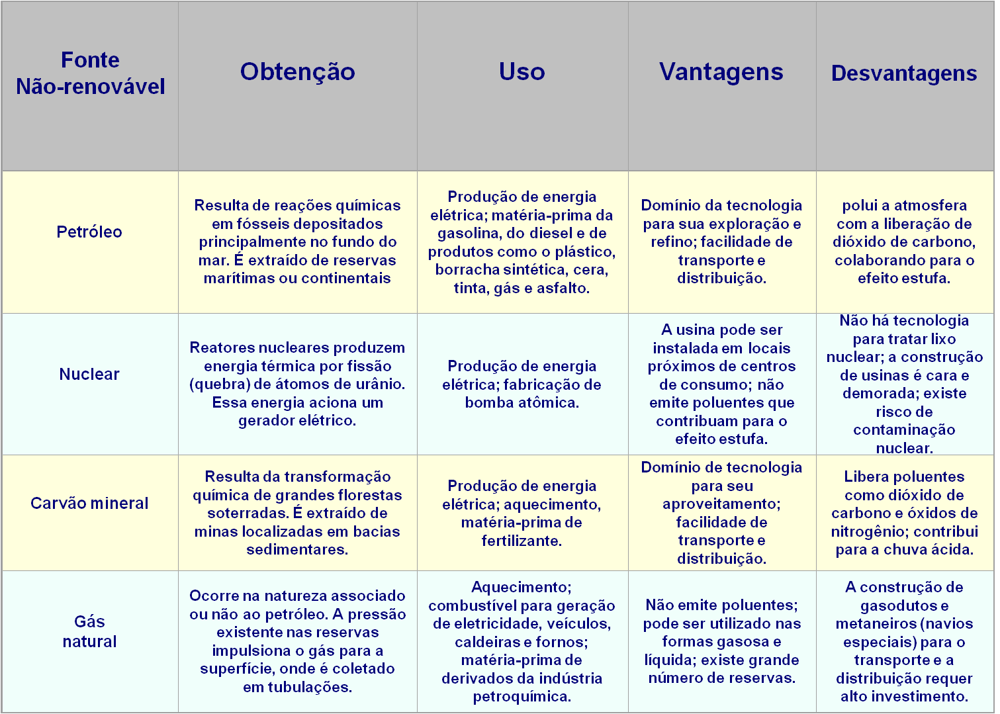 Fonte
Não-renovável
Obtenção
Uso
Vantagens
Desvantagens
Petróleo
Resulta de reações químicas
em fósseis depositados
principalmente no fundo do
mar. É extraído de reservas
marítimas ou continentais
Produção de energia
elétrica; matéria-prima da
gasolina, do diesel e de
produtos como o plástico,
borracha sintética, cera,
tinta, gás e asfalto.
Domínio da tecnologia
para sua exploração e
refino; facilidade de
transporte e
distribuição.
polui a atmosfera
com a liberação de
dióxido de carbono,
colaborando para o
efeito estufa.
Nuclear
Reatores nucleares produzem
energia térmica por fissão
(quebra) de átomos de urânio.
Essa energia aciona um
gerador elétrico.
Produção de energia
elétrica; fabricação de
bomba atômica.
A usina pode ser
instalada em locais
próximos de centros
de consumo; não
emite poluentes que
contribuam para o
efeito estufa.
Não há tecnologia
para tratar lixo
nuclear; a construção
de usinas é cara e
demorada; existe
risco de
contaminação
nuclear.
Carvão mineral
Resulta da transformação
química de grandes florestas
soterradas. É extraído de
minas localizadas em bacias
sedimentares.
Produção de energia
elétrica; aquecimento,
matéria-prima de
fertilizante.
Domínio de tecnologia
para seu
aproveitamento;
facilidade de
transporte e
distribuição.
Libera poluentes
como dióxido de
carbono e óxidos de
nitrogênio; contribui
para a chuva ácida.
Gás
natural
Ocorre na natureza associado
ou não ao petróleo. A pressão
existente nas reservas
impulsiona o gás para a
superfície, onde é coletado
em tubulações.
Aquecimento;
combustível para geração
de eletricidade, veículos,
caldeiras e fornos;
matéria-prima de
derivados da indústria
petroquímica.
Não emite poluentes;
pode ser utilizado nas
formas gasosa e
líquida; existe grande
número de reservas.
A construção de
gasodutos e
metaneiros (navios
especiais) para o
transporte e a
distribuição requer
alto investimento.